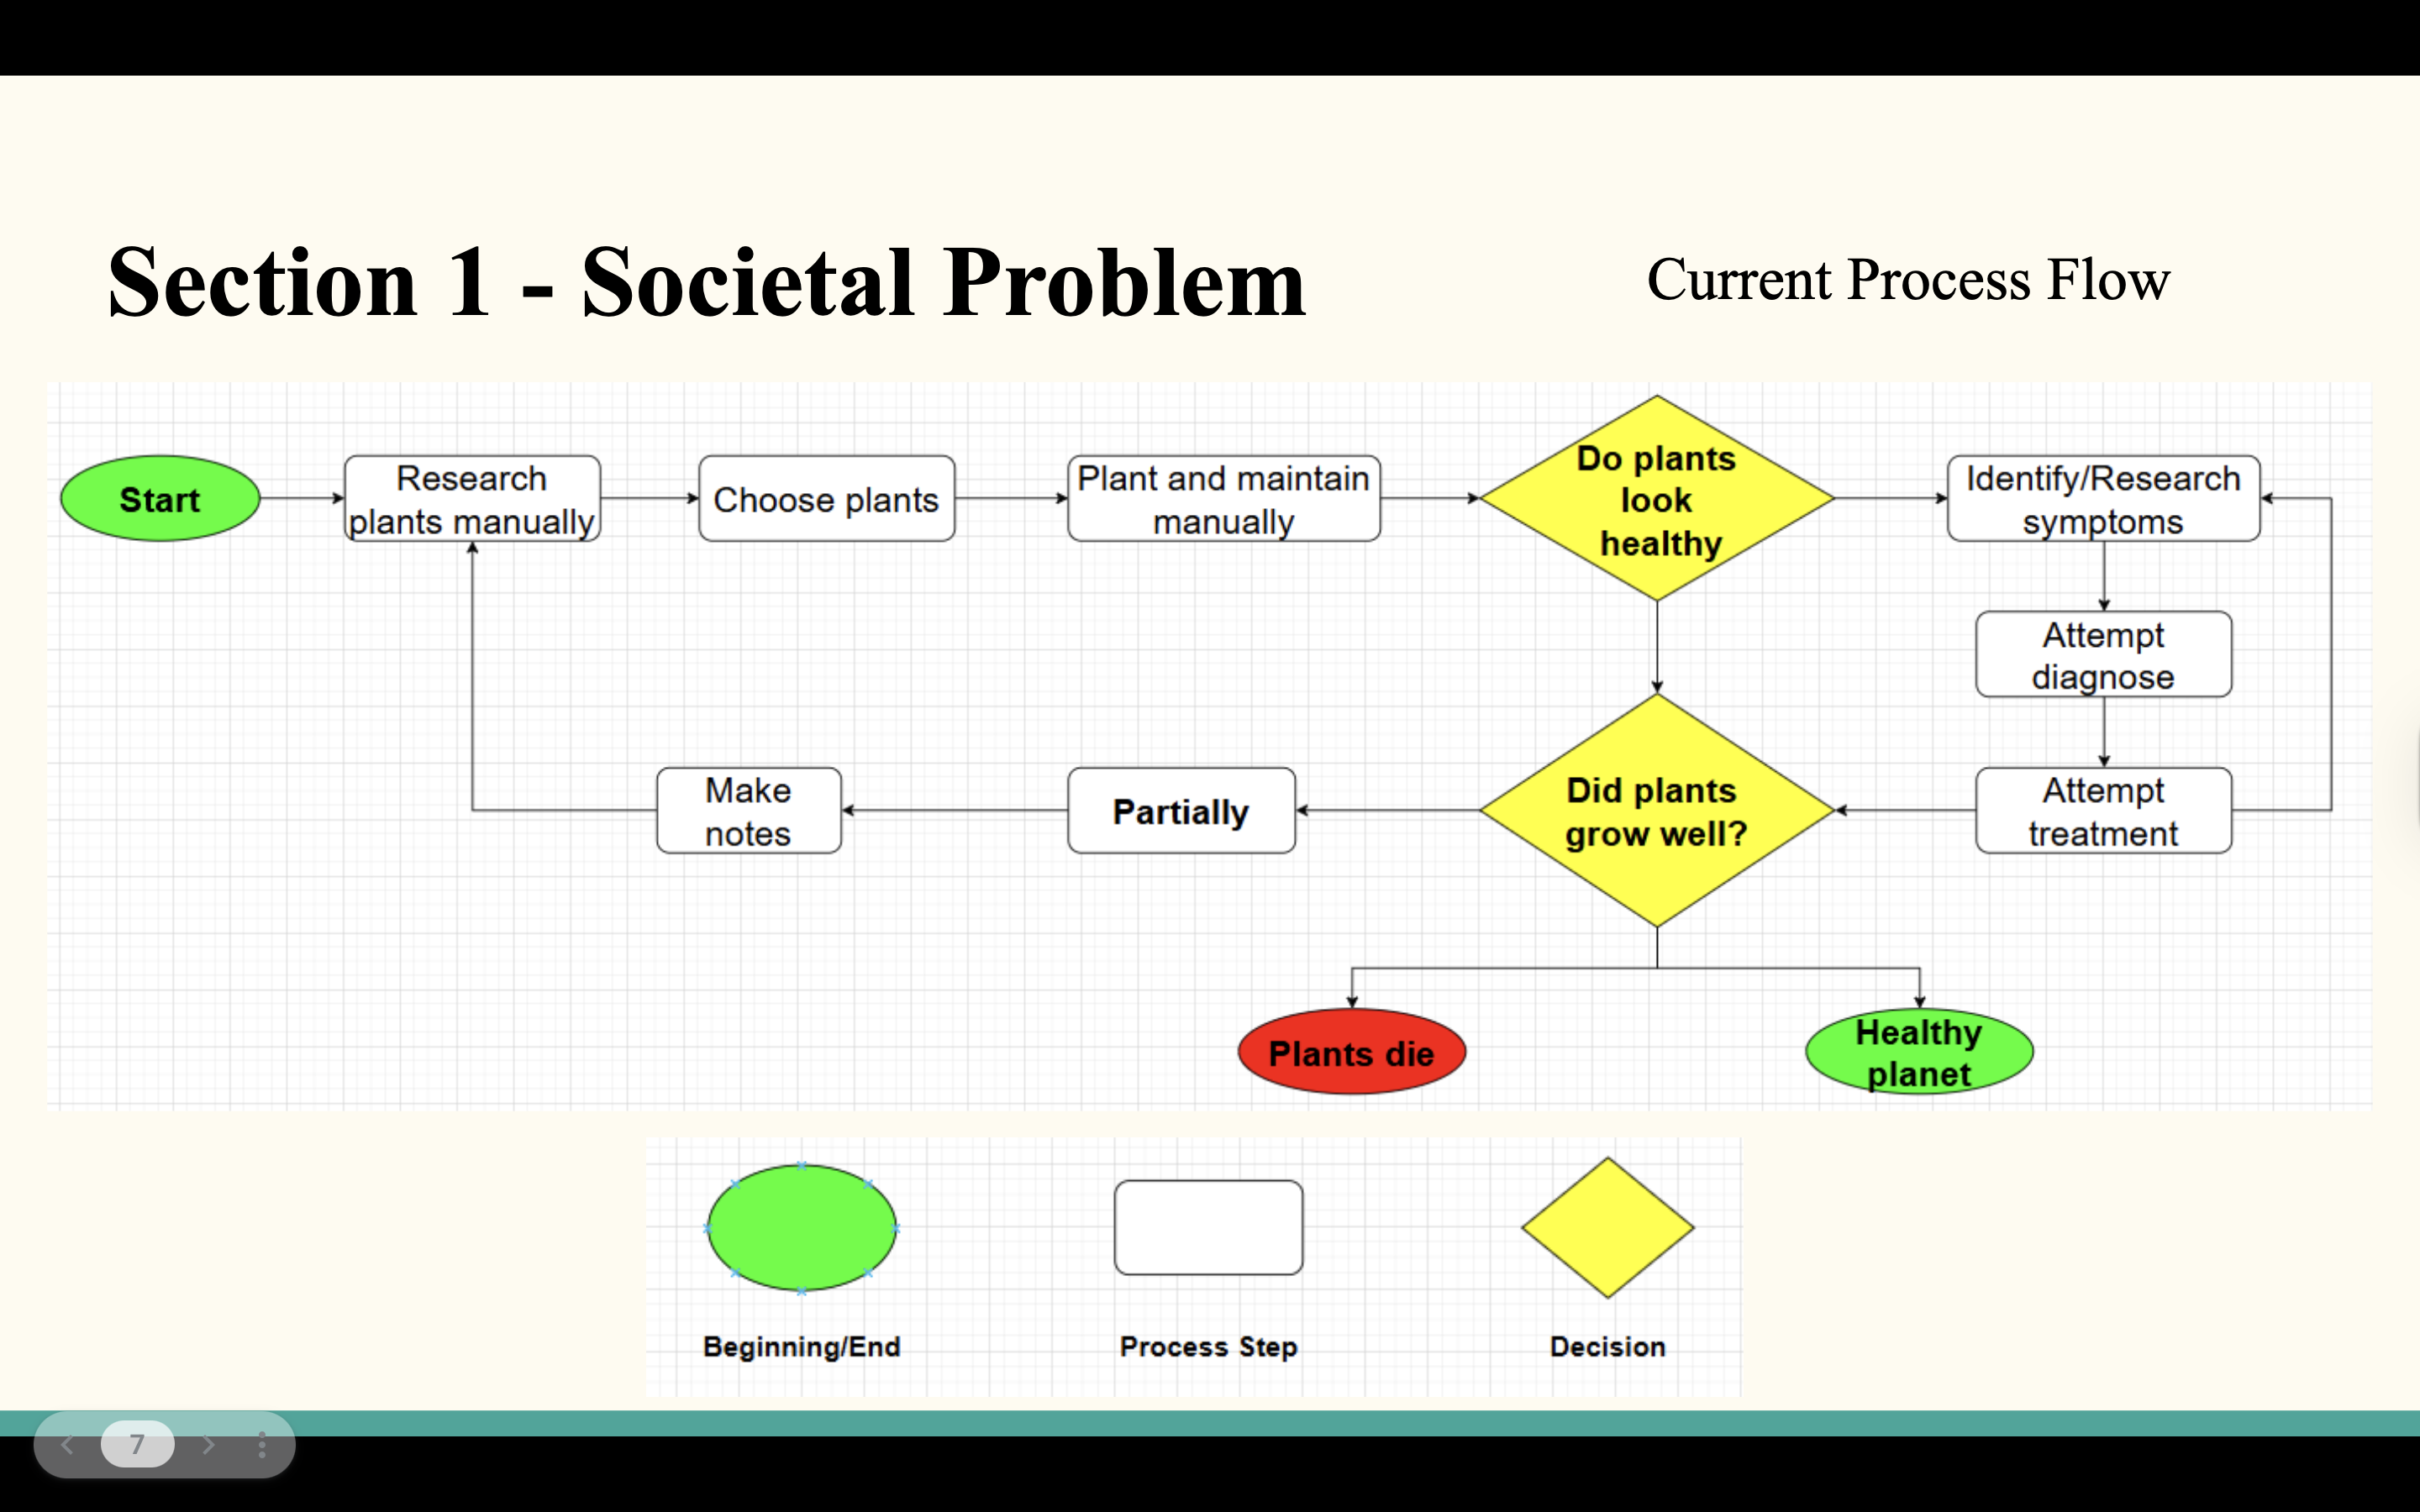 Section 1 - Societal Problem
Current Process Flow
Start
Research
plants manually
Choose plants
Plant and maintain
manually
Do plants
look
healthy
Identify/Research
symptoms
Attempt
diagnose
Make
notes
Partially
Did plants
grow well?
Attempt
treatment
Plants die
Healthy
planet
Beginning/End
Process Step
Decision
7